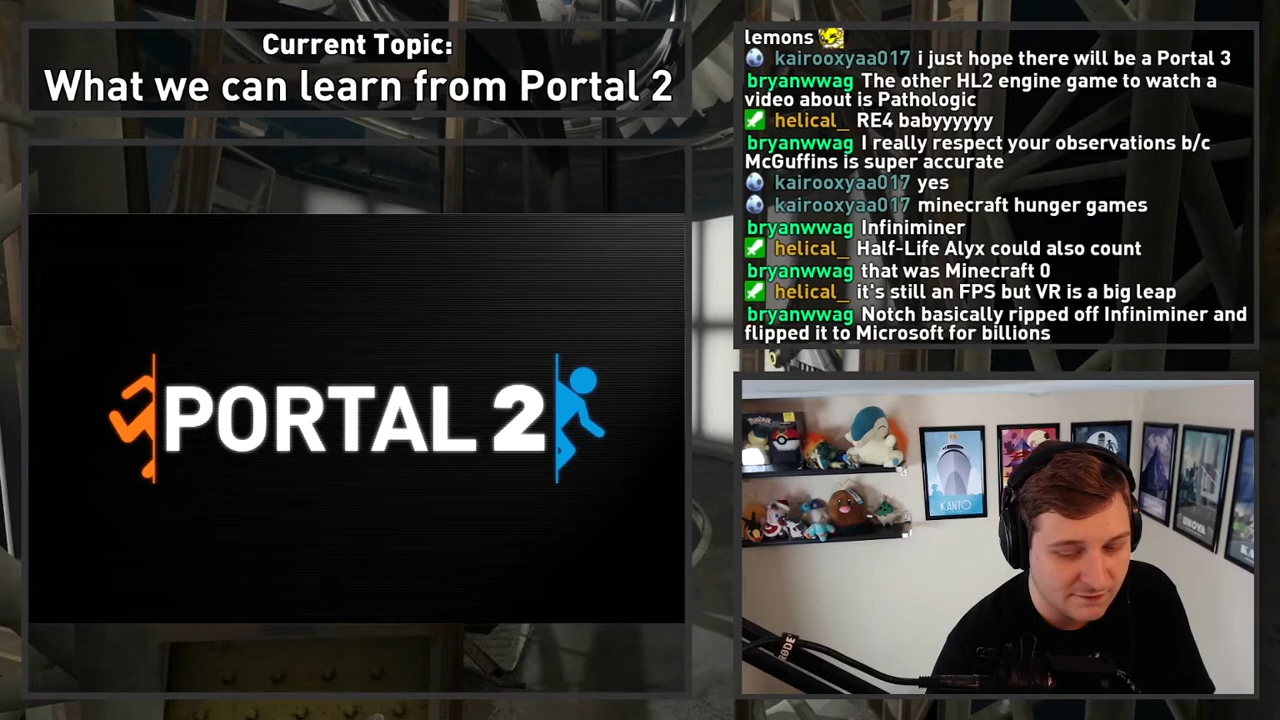 Current Topic:
What we can learn from Portal 2
PORTAL 2
lemons
kairooxyaa017 i just hope there will be a Portal 3
bryanwwag The other HL2 engine game to watch a
video about is Pathologic
helical_ RE4 babyyyyyy
bryanwwag I really respect your observations b/c
McGuffins is super accurate
kairooxyaa017 yes
kairooxyaa017 minecraft hunger games
bryanwwag Infiniminer
helical_ Half-Life Alyx could also count
bryanwwag that was Minecraft 0
helical_ it's still an FPS but VR is a big leap
bryanwwag Notch basically ripped off Infiniminer and
flipped it to Microsoft for billions
KANTO
UNOVA
RODE